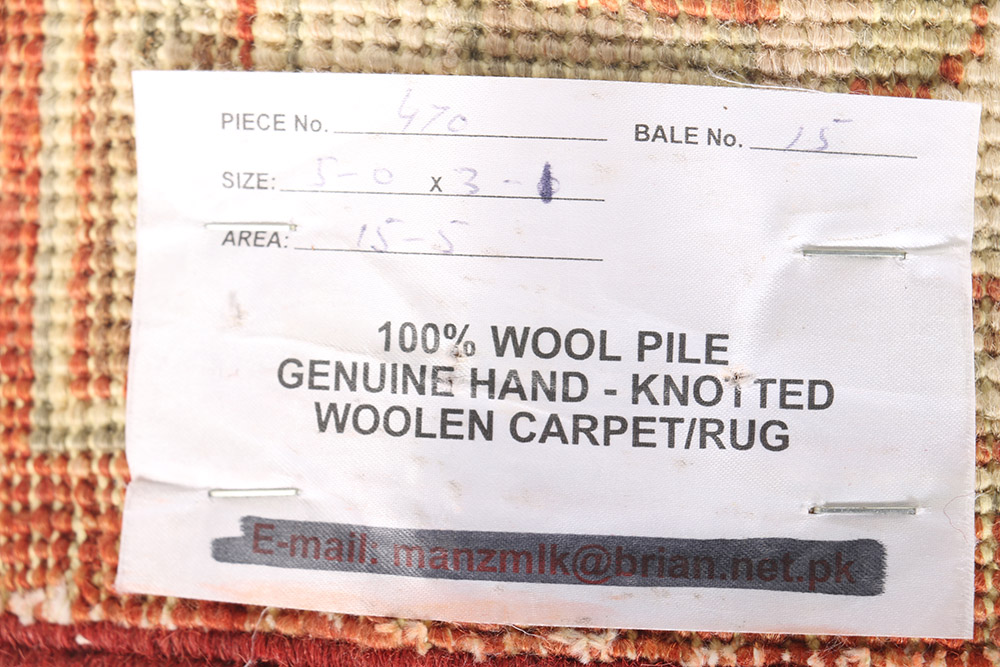 PIECE No. 470 BALE No. 15
SIZE: 5-0 x 3-1
AREA: 15-5
100% WOOL PILE
GENUINE HAND - KNOTTED
WOOLEN CARPET/RUG
E-mail: manzmlk@brian.net.pk